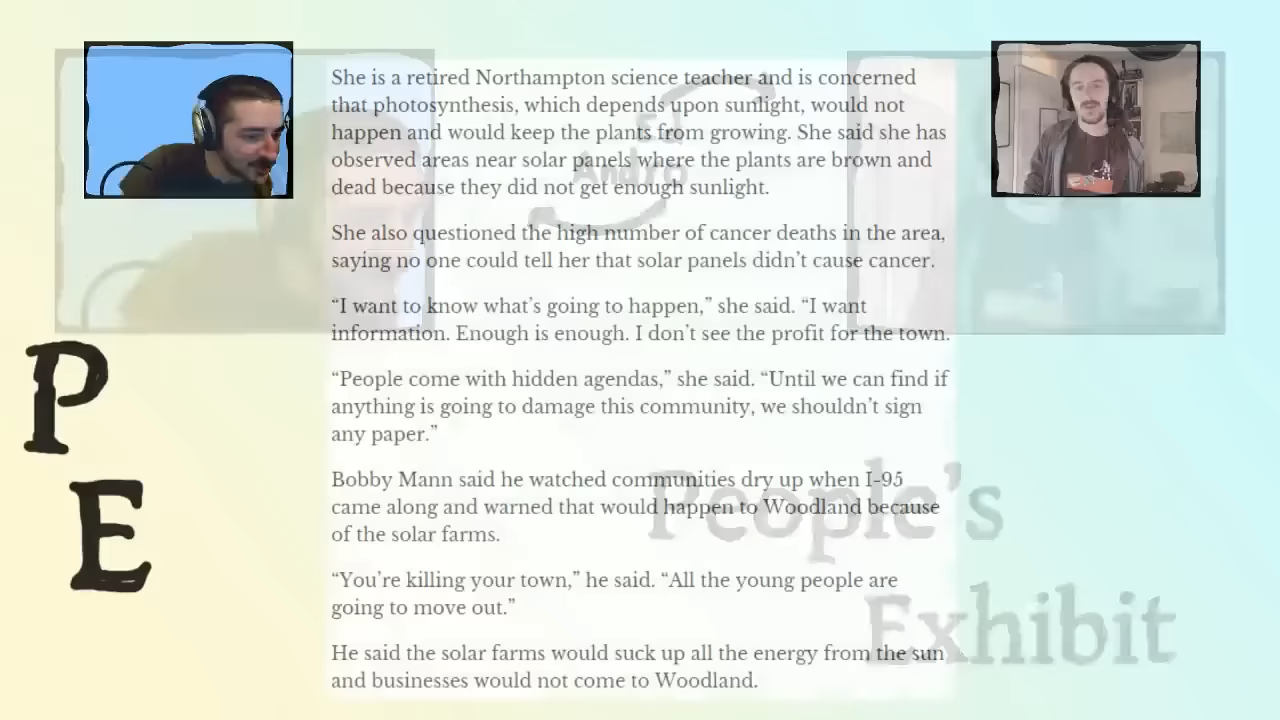 She is a retired Northampton science teacher and is concerned
that photosynthesis, which depends upon sunlight, would not
happen and would keep the plants from growing. She said she has
observed areas near solar panels where the plants are brown and
dead because they did not get enough sunlight.
She also questioned the high number of cancer deaths in the area,
saying no one could tell her that solar panels didn’t cause cancer.
“I want to know what’s going to happen,” she said. “I want
information. Enough is enough. I don’t see the profit for the town.
“People come with hidden agendas,” she said. “Until we can find if
anything is going to damage this community, we shouldn’t sign
any paper.”
Bobby Mann said he watched communities dry up when I-95
came along and warned that would happen to Woodland because
of the solar farms.
“You’re killing your town,” he said. “All the young people are
going to move out.”
He said the solar farms would suck up all the energy from the sun
and businesses would not come to Woodland.
P
E
People's
Exhibit